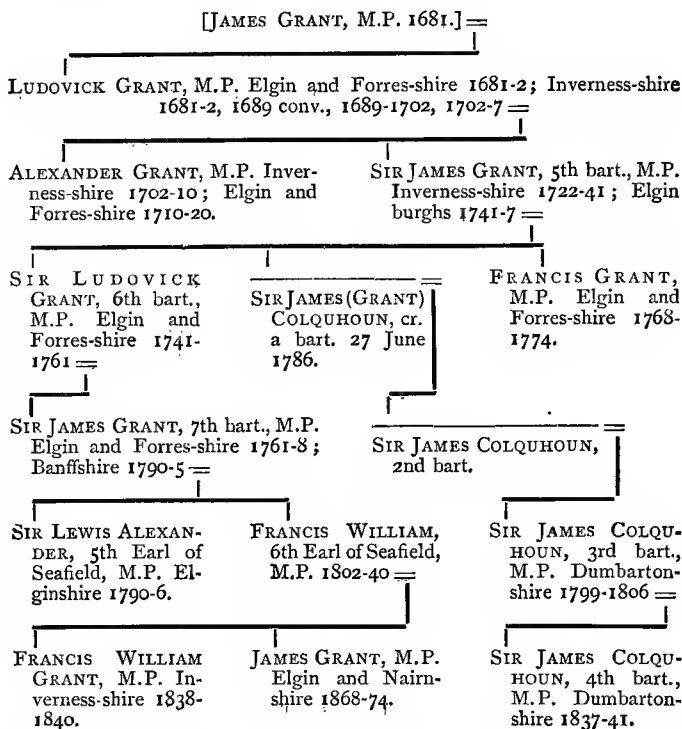 [JAMES GRANT, M.P. 1681.] =
LUDOVICK GRANT, M.P. Elgin and Forres-shire 1681-2; Inverness-shire
1681-2, 1689 conv., 1689-1702, 1702-7 =
ALEXANDER GRANT, M.P. Inver-
ness-shire 1702-10; Elgin and
Forres-shire 1710-20.
SIR JAMES GRANT, 5th bart., M.P.
Inverness-shire 1722-41; Elgin
burghs 1741-7 =
SIR LUDOVICK
GRANT, 6th bart.,
M.P. Elgin and
Forres-shire 1741-
1761 =
=
SIR JAMES (GRANT)
COLQUHOUN, cr.
a bart. 27 June
1786.
FRANCIS GRANT,
M.P. Elgin and
Forres-shire 1768-
1774.
SIR JAMES GRANT, 7th bart., M.P.
Elgin and Forres-shire 1761-8;
Banffshire 1790-5 =
=
SIR JAMES COLQUHOUN,
2nd bart.
SIR LEWIS ALEXAN-
DER, 5th Earl of
Seafield, M.P. El-
ginshire 1790-6.
FRANCIS WILLIAM,
6th Earl of Seafield,
M.P. 1802-40 =
SIR JAMES COLQU-
HOUN, 3rd bart.,
M.P. Dumbarton-
shire 1799-1806 =
FRANCIS WILLIAM
GRANT, M.P. In-
verness-shire 1838-
1840.
JAMES GRANT, M.P.
Elgin and Nairn-
shire 1868-74.
SIR JAMES COLQU-
HOUN, 4th bart.,
M.P. Dumbarton-
shire 1837-41.